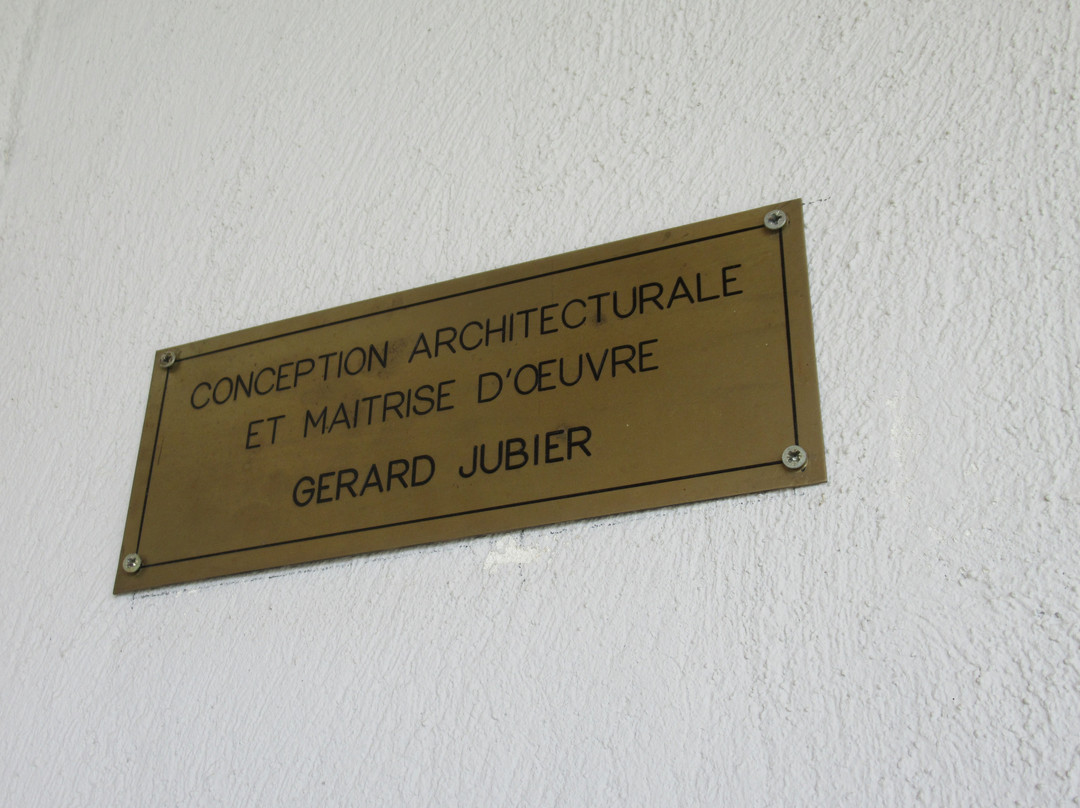 CONCEPTION ARCHITECTURALE
ET MAITRISE D'ŒUVRE
GERARD JUBIER